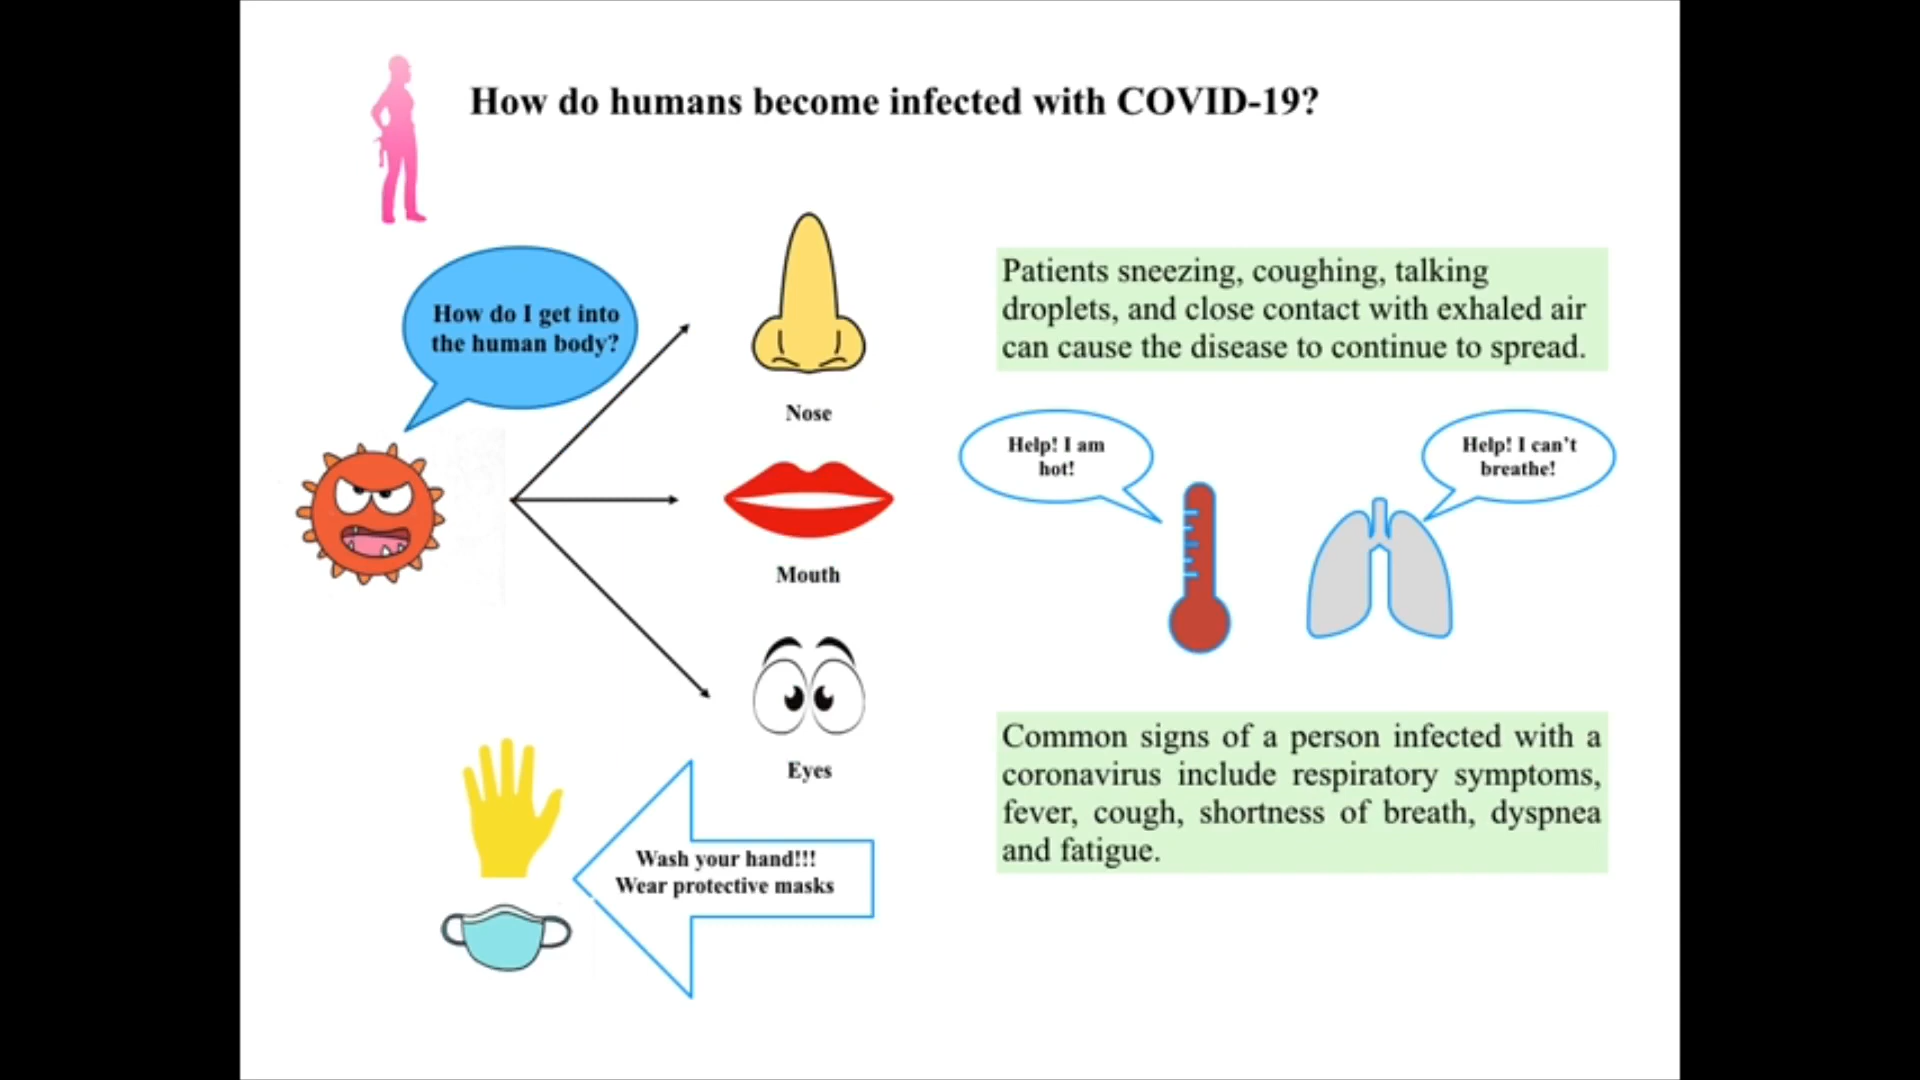 How do humans become infected with COVID-19?
How do I get into
the human body?
Nose
Mouth
Eyes
Wash your hand!!!
Wear protective masks
Patients sneezing, coughing, talking
droplets, and close contact with exhaled air
can cause the disease to continue to spread.
Help! I am
hot!
Help! I can’t
breathe!
Common signs of a person infected with a
coronavirus include respiratory symptoms,
fever, cough, shortness of breath, dyspnea
and fatigue.